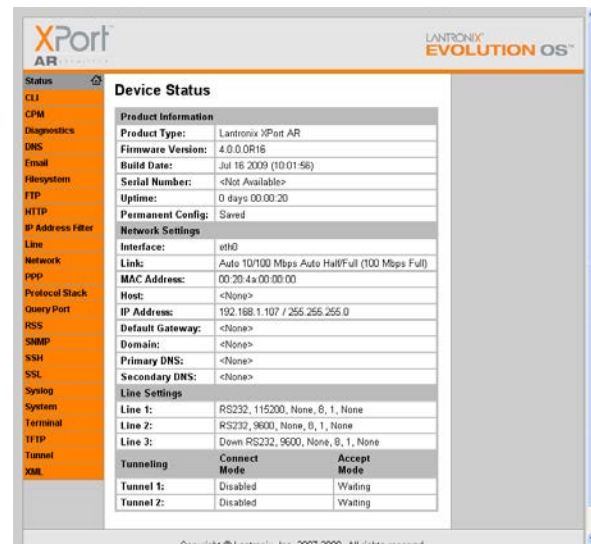 XPort
AR
LANTRONIX
EVOLUTION OS™
Status
CLI
CPM
Diagnostics
DNS
Email
Filesystem
FTP
HTTP
IP Address Filter
Line
Network
PPP
Protocol Stack
Query Port
RSS
SNMP
SSH
SSL
Syslog
System
Terminal
TFTP
Tunnel
XML
Device Status
Product Information
Product Type: Lantronix XPort AR
Firmware Version: 4.0.0.0R16
Build Date: Jul 16 2009 (10:01:56)
Serial Number: <Not Available>
Uptime: 0 days 00:00:20
Permanent Config: Saved
Network Settings
Interface: eth0
Link: Auto 10/100 Mbps Auto Half/Full (100 Mbps Full)
MAC Address: 00:20:4a:00:00:00
Host: <None>
IP Address: 192.168.1.107 / 255.255.255.0
Default Gateway: <None>
Domain: <None>
Primary DNS: <None>
Secondary DNS: <None>
Line Settings
Line 1: RS232, 115200, None, 8, 1, None
Line 2: RS232, 9600, None, 8, 1, None
Line 3: Down RS232, 9600, None, 8, 1, None
Tunneling Connect Mode Accept Mode
Tunnel 1: Disabled Waiting
Tunnel 2: Disabled Waiting
Copyright © Lantronix, Inc. 2007-2009. All rights reserved.